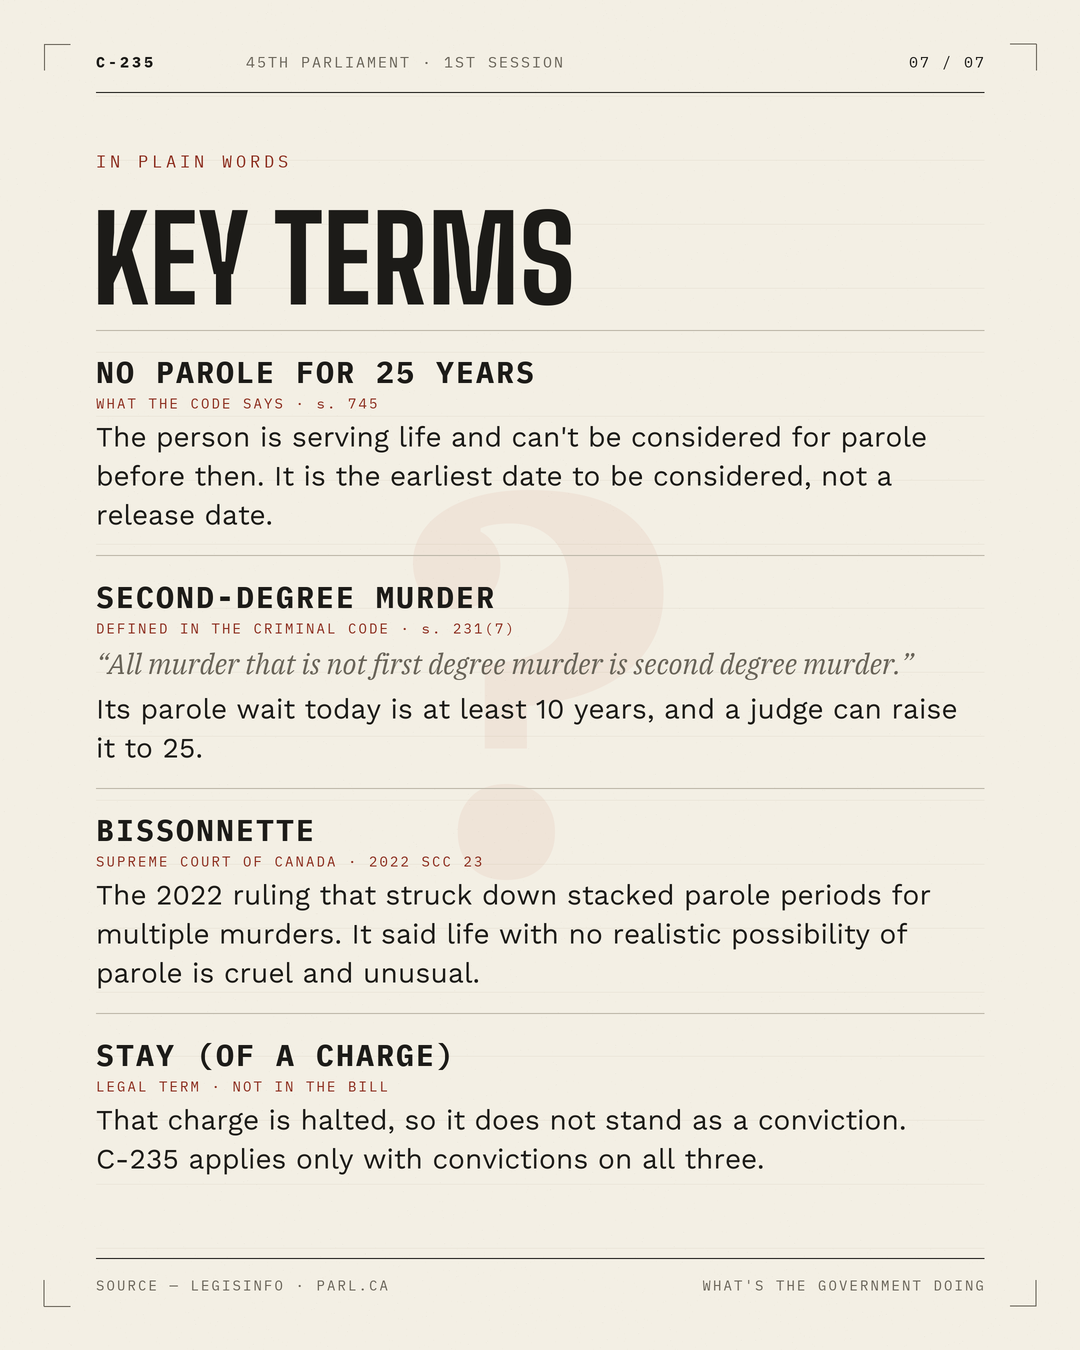 C-235 45TH PARLIAMENT · 1ST SESSION 07 / 07
IN PLAIN WORDS
KEY TERMS
NO PAROLE FOR 25 YEARS
WHAT THE CODE SAYS · s. 745
The person is serving life and can't be considered for parole
before then. It is the earliest date to be considered, not a
release date.
SECOND-DEGREE MURDER
DEFINED IN THE CRIMINAL CODE · s. 231(7)
“All murder that is not first degree murder is second degree murder.”
Its parole wait today is at least 10 years, and a judge can raise
it to 25.
BISSONNETTE
SUPREME COURT OF CANADA · 2022 SCC 23
The 2022 ruling that struck down stacked parole periods for
multiple murders. It said life with no realistic possibility of
parole is cruel and unusual.
STAY (OF A CHARGE)
LEGAL TERM · NOT IN THE BILL
That charge is halted, so it does not stand as a conviction.
C-235 applies only with convictions on all three.
SOURCE — LEGISINFO · PARL.CA WHAT'S THE GOVERNMENT DOING
?